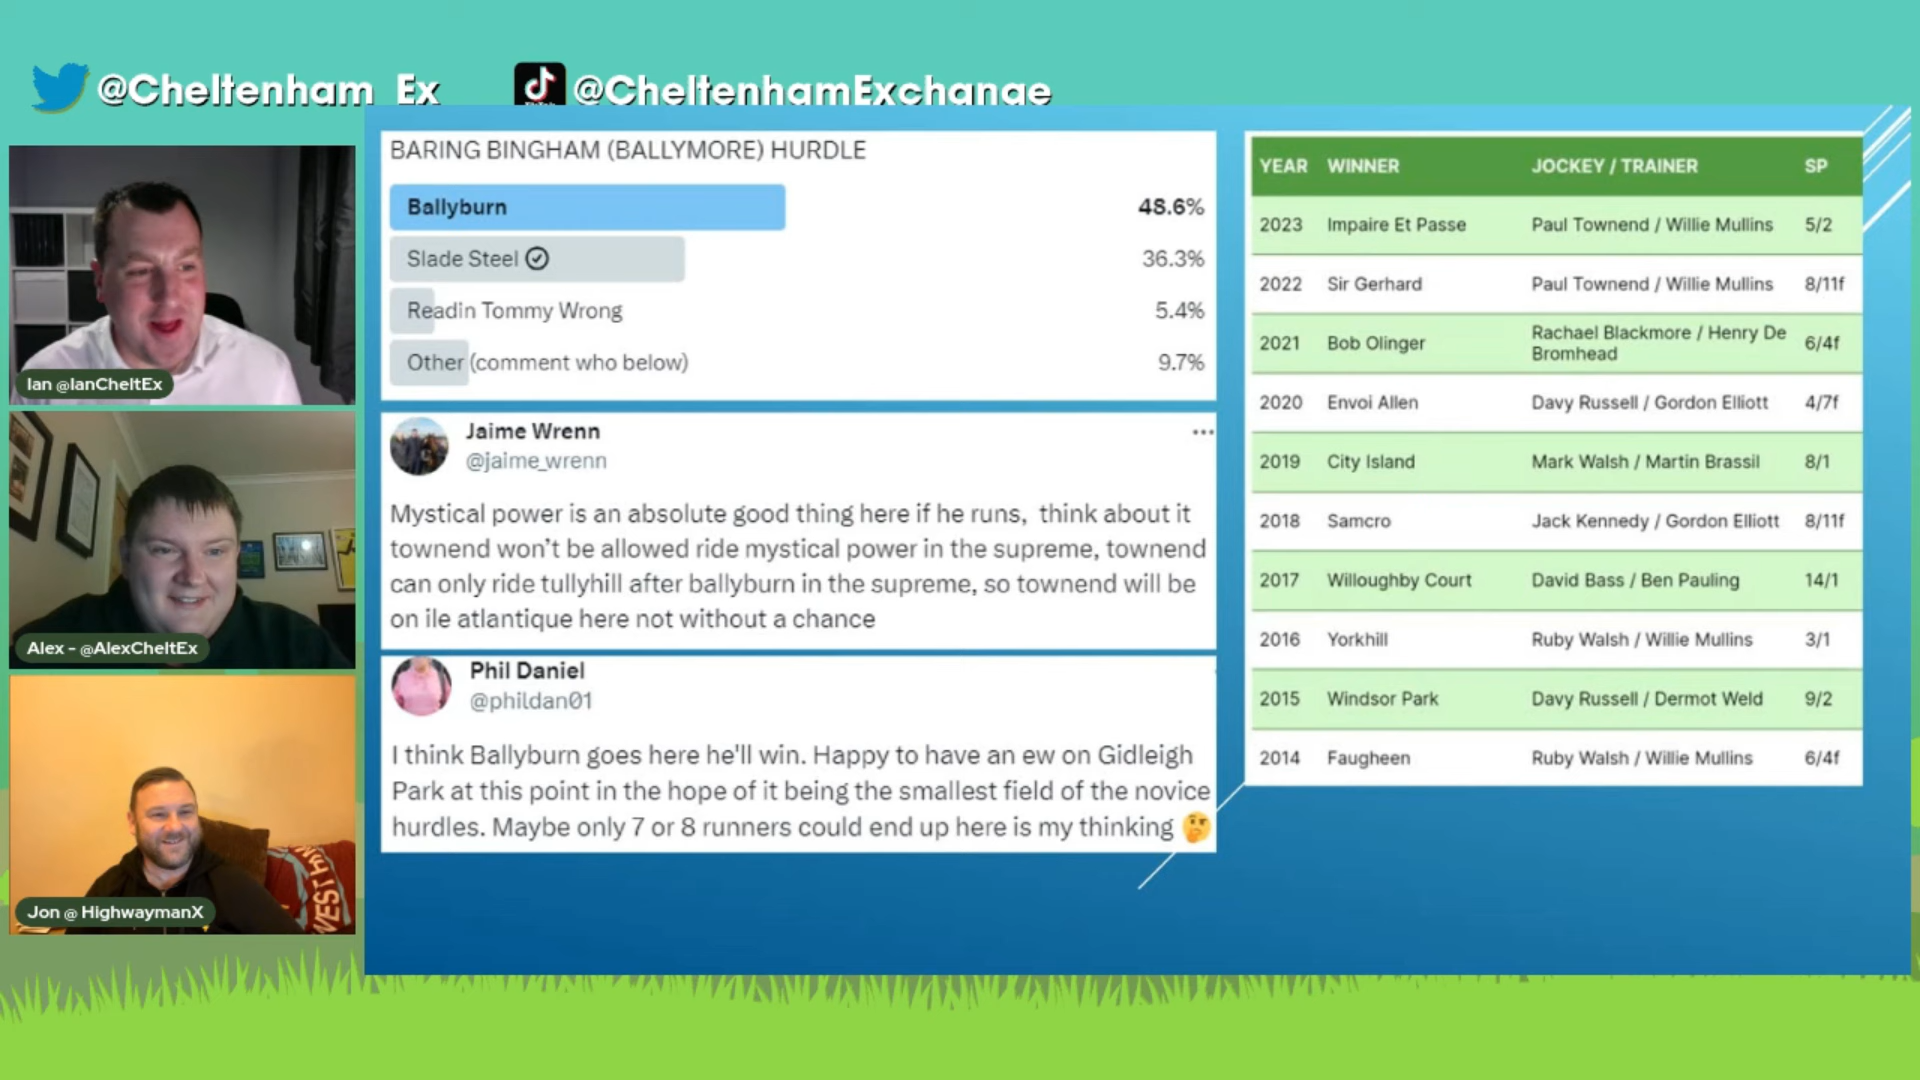 @Cheltenham_Ex
@CheltenhamExchange
BARING BINGHAM (BALLYMORE) HURDLE
Ballyburn 48.6%
Slade Steel 36.3%
Readin Tommy Wrong 5.4%
Other (comment who below) 9.7%
Jaime Wrenn
@jaime_wrenn
Mystical power is an absolute good thing here if he runs, think about it
townend won't be allowed ride mystical power in the supreme, townend
can only ride tullyhill after ballyburn in the supreme, so townend will be
on ile atlantique here not without a chance
Phil Daniel
@phildan01
I think Ballyburn goes here he'll win. Happy to have an ew on Gidleigh
Park at this point in the hope of it being the smallest field of the novice
hurdles. Maybe only 7 or 8 runners could end up here is my thinking 🤔
YEAR WINNER JOCKEY / TRAINER SP
2023 Impaire Et Passe Paul Townend / Willie Mullins 5/2
2022 Sir Gerhard Paul Townend / Willie Mullins 8/11f
2021 Bob Olinger Rachael Blackmore / Henry De
Bromhead 6/4f
2020 Envoi Allen Davy Russell / Gordon Elliott 4/7f
2019 City Island Mark Walsh / Martin Brassil 8/1
2018 Samcro Jack Kennedy / Gordon Elliott 8/11f
2017 Willoughby Court David Bass / Ben Pauling 14/1
2016 Yorkhill Ruby Walsh / Willie Mullins 3/1
2015 Windsor Park Davy Russell / Dermot Weld 9/2
2014 Faugheen Ruby Walsh / Willie Mullins 6/4f
Ian @IanCheltEx
Alex - @AlexCheltEx
Jon @ HighwaymanX
WEST HAM